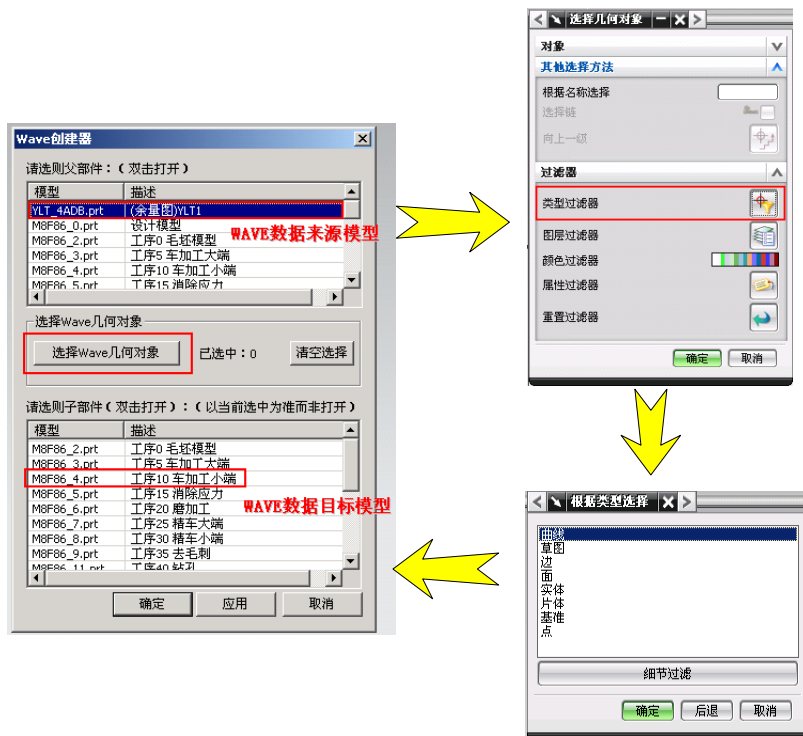 Wave创建器
请选则父部件：（双击打开）
模型 描述
YLT_4ADB.prt (余量图)YLT1
M8F86_0.prt 设计模型
M8F86_2.prt 工序0 毛坯模型
M8F86_3.prt 工序5 车加工大端
M8F86_4.prt 工序10 车加工小端
M8F86_5.prt 工序15 消除应力
WAVE数据来源模型
选择Wave几何对象
选择Wave几何对象 已选中：0 清空选择
请选则子部件（双击打开）：（以当前选中为准而非打开）
模型 描述
M8F86_2.prt 工序0 毛坯模型
M8F86_3.prt 工序5 车加工大端
M8F86_4.prt 工序10 车加工小端
M8F86_5.prt 工序15 消除应力
M8F86_6.prt 工序20 磨加工
M8F86_7.prt 工序25 精车大端
M8F86_8.prt 工序30 精车小端
M8F86_9.prt 工序35 去毛刺
M8F86_11.prt 工序40 钻孔
WAVE数据目标模型
确定 应用 取消
选择几何对象
对象
其他选择方法
根据名称选择
选择链
向上一级
过滤器
类型过滤器
图层过滤器
颜色过滤器
属性过滤器
重置过滤器
确定 取消
根据类型选择
曲线
草图
边
面
实体
片体
基准
点
细节过滤
确定 后退 取消